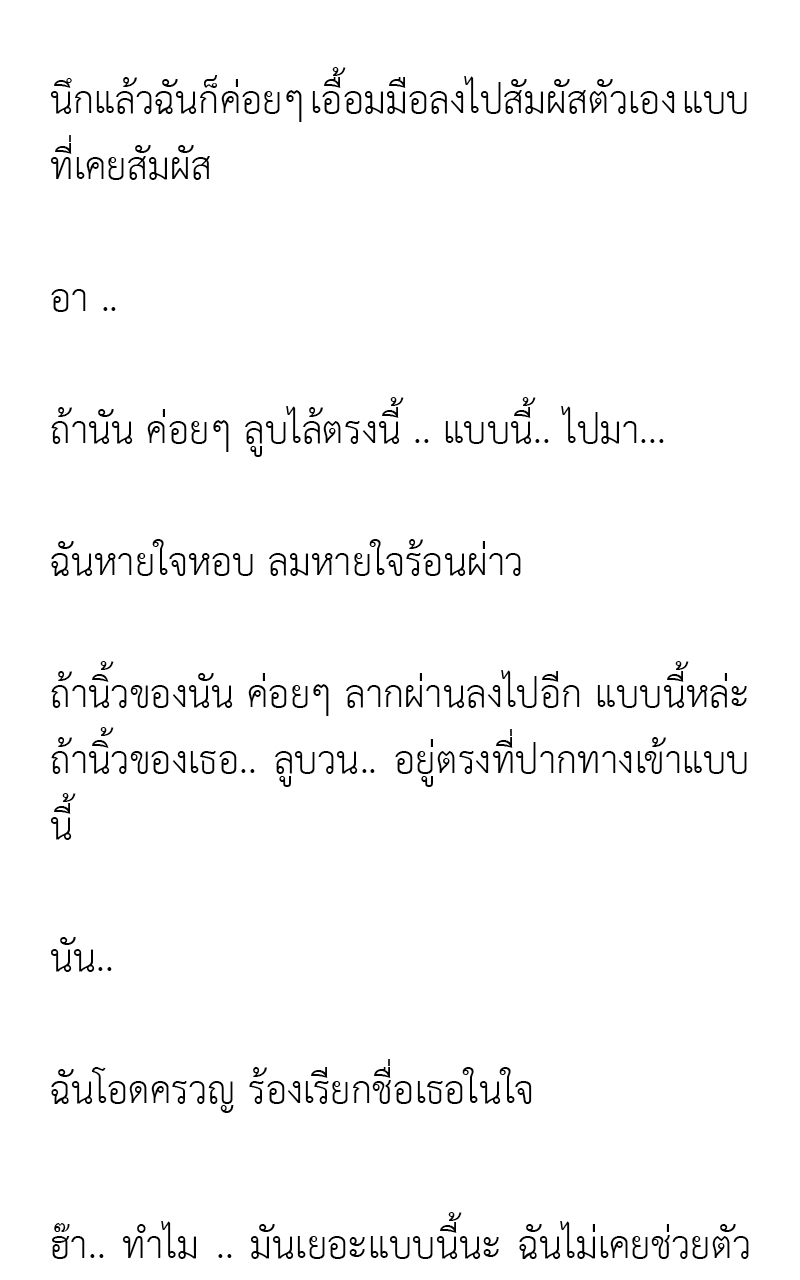 นึกแล้วฉันก็ค่อยๆ เอื้อมมือลงไปสัมผัสตัวเอง แบบ
ที่เคยสัมผัส
อา ..
ถ้านัน ค่อยๆ ลูบไล้ตรงนี้ .. แบบนี้.. ไปมา...
ฉันหายใจหอบ ลมหายใจร้อนผ่าว
ถ้านิ้วของนัน ค่อยๆ ลากผ่านลงไปอีก แบบนี้หล่ะ
ถ้านิ้วของเธอ.. ลูบวน.. อยู่ตรงที่ปากทางเข้าแบบ
นี้
นัน..
ฉันโอดครวญ ร้องเรียกชื่อเธอในใจ
ฮ๊า.. ทำไม .. มันเยอะแบบนี้นะ ฉันไม่เคยช่วยตัว